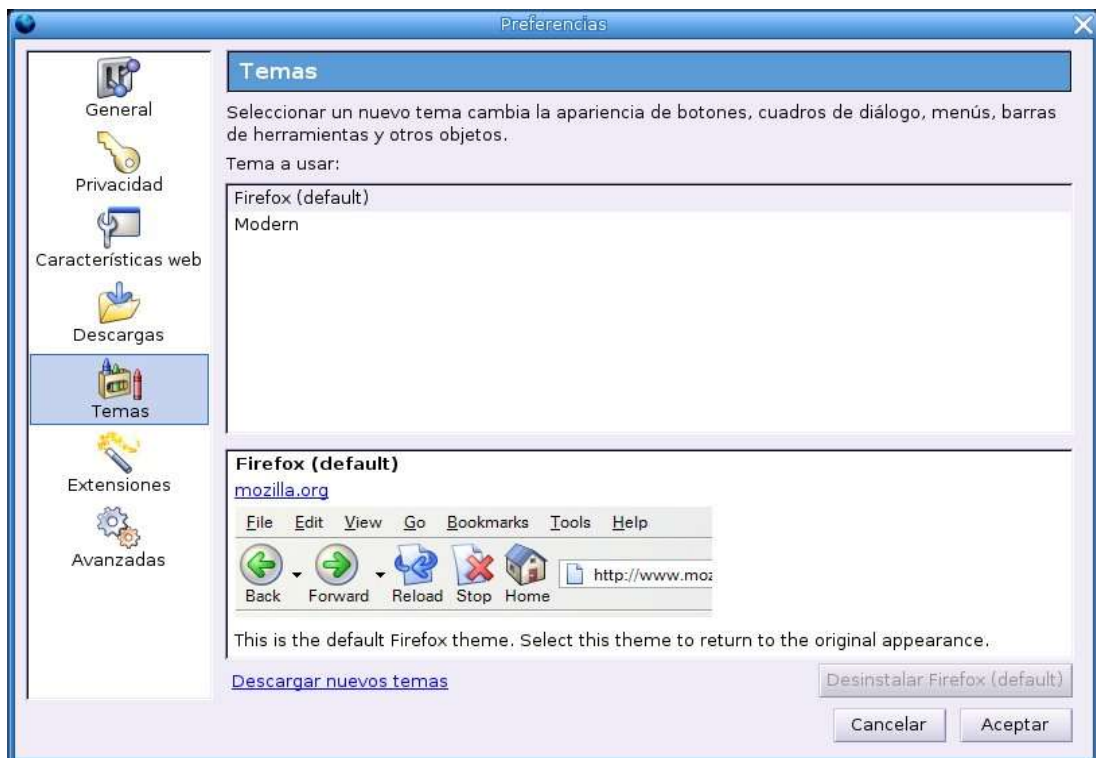 Preferencias
General
Privacidad
Características web
Descargas
Temas
Extensiones
Avanzadas
Temas
Seleccionar un nuevo tema cambia la apariencia de botones, cuadros de diálogo, menús, barras
de herramientas y otros objetos.
Tema a usar:
Firefox (default)
Modern
Firefox (default)
mozilla.org
File Edit View Go Bookmarks Tools Help
Back Forward Reload Stop Home http://www.moz
This is the default Firefox theme. Select this theme to return to the original appearance.
Descargar nuevos temas
Desinstalar Firefox (default)
Cancelar Aceptar